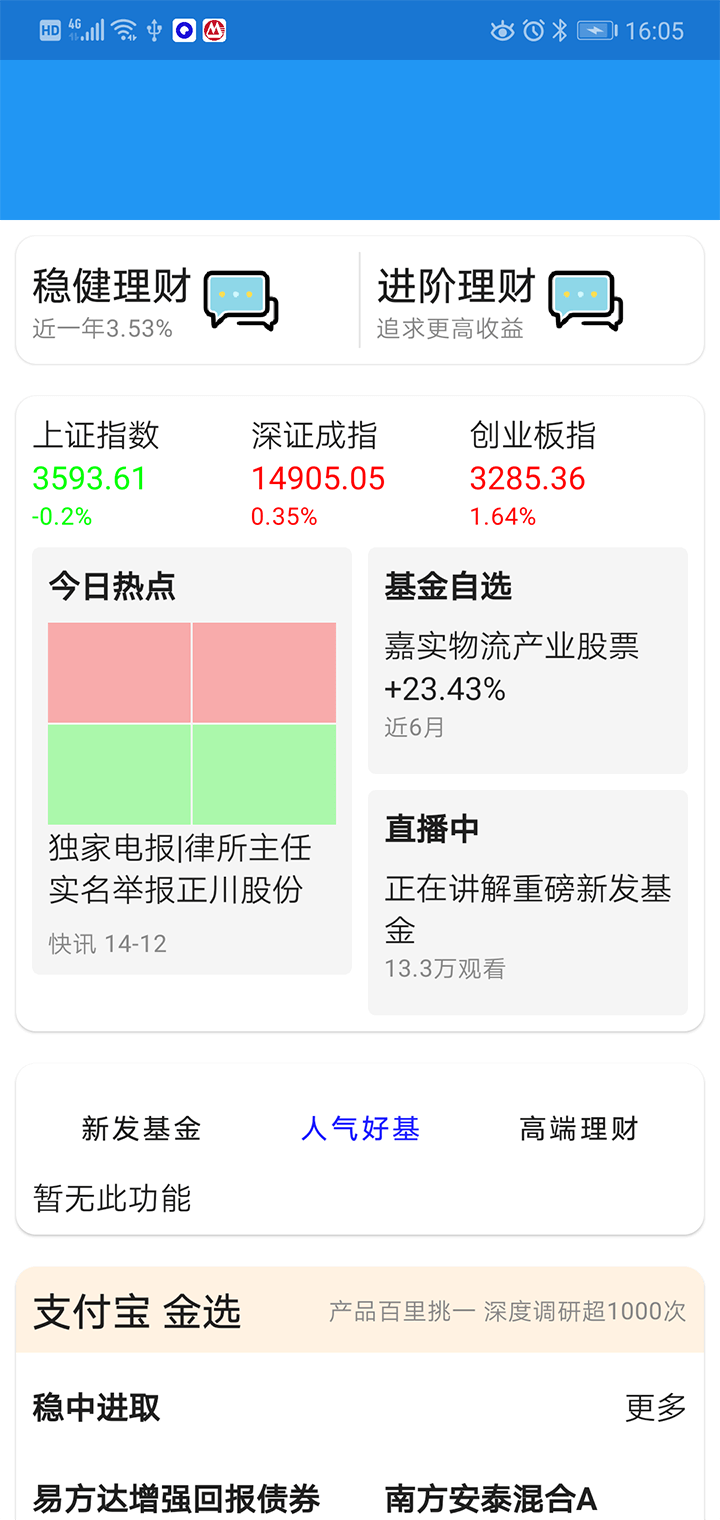 HD 4G 16:05
稳健理财
近一年3.53%
进阶理财
追求更高收益
上证指数 深证成指 创业板指
3593.61 14905.05 3285.36
-0.2% 0.35% 1.64%
今日热点
独家电报|律所主任
实名举报正川股份
快讯 14-12
基金自选
嘉实物流产业股票
+23.43%
近6月
直播中
正在讲解重磅新发基
金
13.3万观看
新发基金 人气好基 高端理财
暂无此功能
支付宝 金选 产品百里挑一 深度调研超1000次
稳中进取 更多
易方达增强回报债券 南方安泰混合A